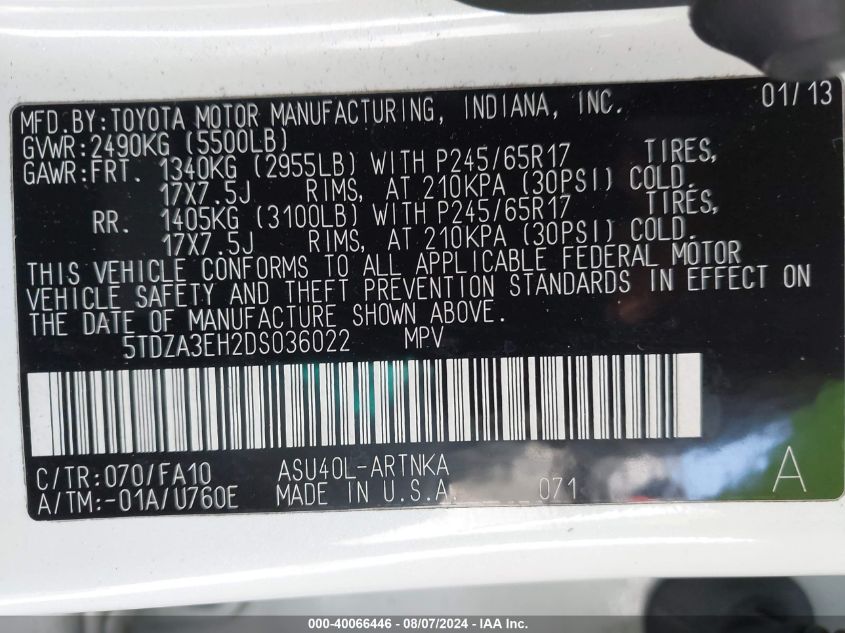 MFD.BY:TOYOTA MOTOR MANUFACTURING, INDIANA, INC. 01/13
GVWR:2490KG (5500LB)
GAWR:FRT. 1340KG (2955LB) WITH P245/65R17 TIRES,
17X7.5J RIMS, AT 210KPA (30PSI) COLD.
RR. 1405KG (3100LB) WITH P245/65R17 TIRES,
17X7.5J RIMS, AT 210KPA (30PSI) COLD.
THIS VEHICLE CONFORMS TO ALL APPLICABLE FEDERAL MOTOR
VEHICLE SAFETY AND THEFT PREVENTION STANDARDS IN EFFECT ON
THE DATE OF MANUFACTURE SHOWN ABOVE.
5TDZA3EH2DS036022 MPV
C/TR:070/FA10 ASU40L-ARTNKA A
A/TM:-01A/U760E MADE IN U.S.A. 071
000-40066446 - 08/07/2024 - IAA Inc.